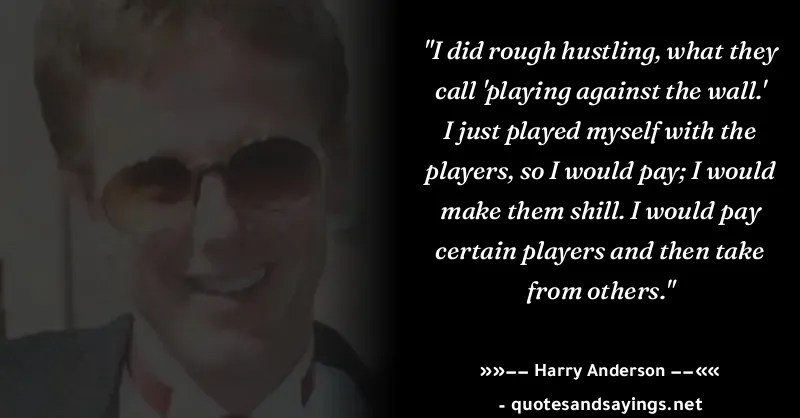 "I did rough hustling, what they
call 'playing against the wall.'
I just played myself with the
players, so I would pay; I would
make them shill. I would pay
certain players and then take
from others."
»»−− Harry Anderson −−««
- quotesandsayings.net